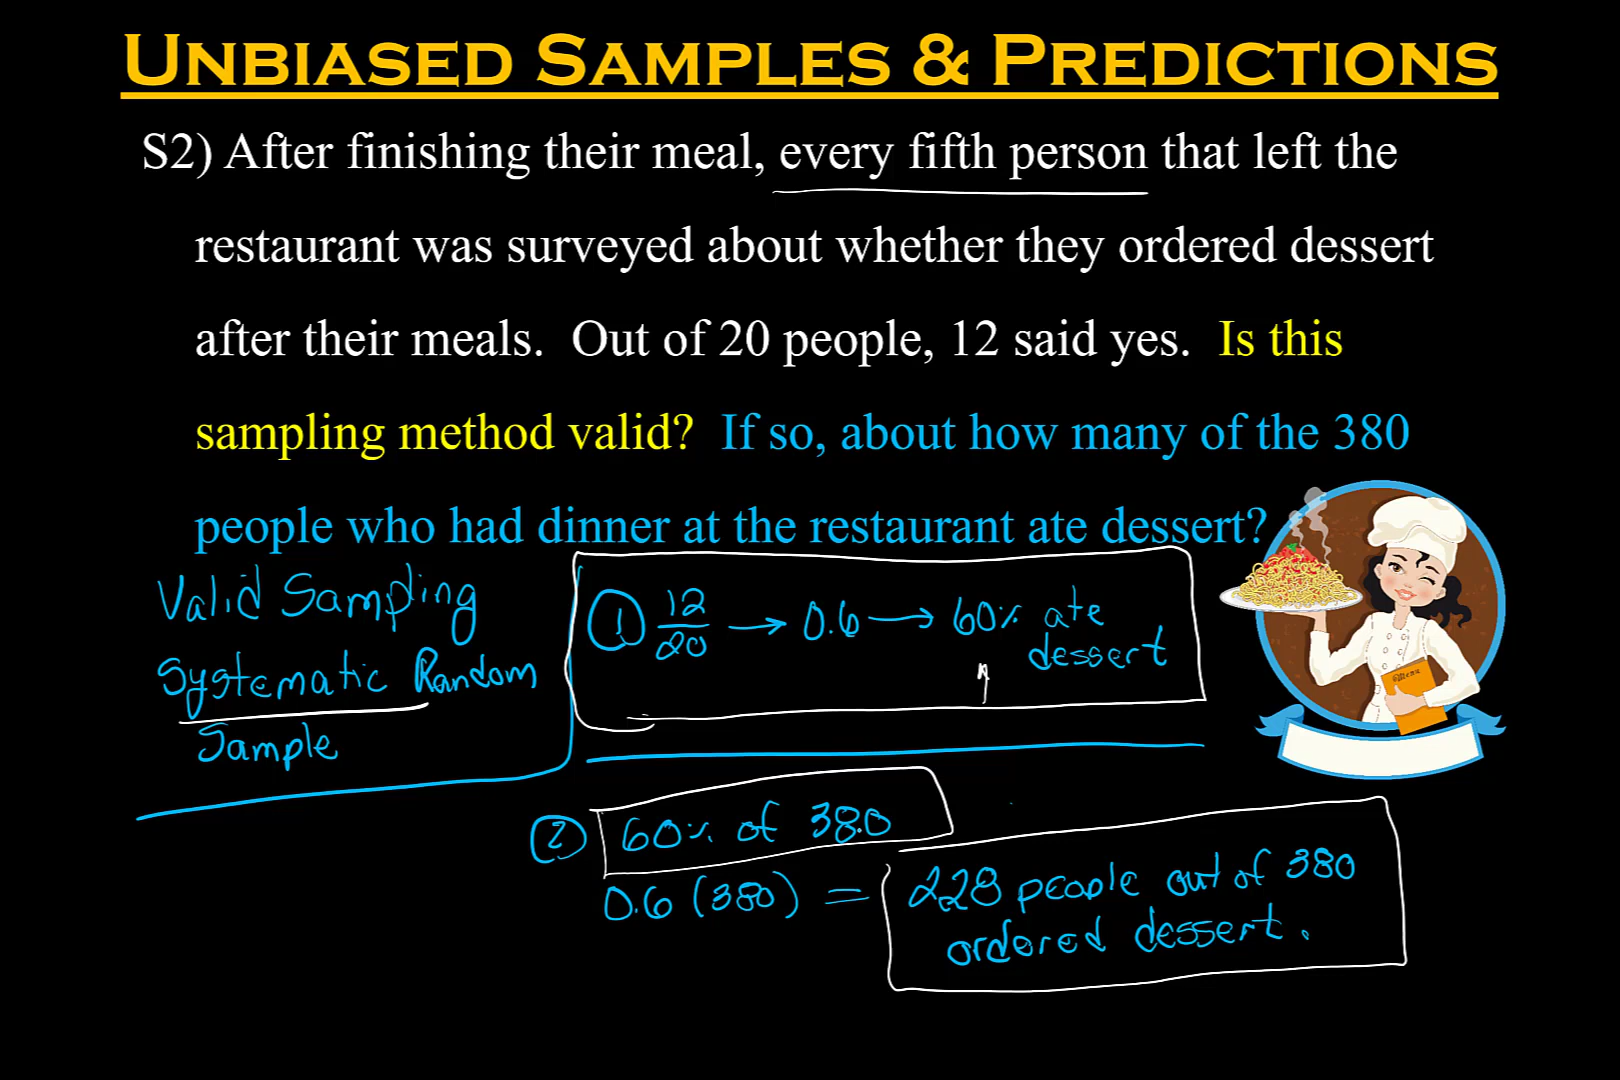 UNBIASED SAMPLES & PREDICTIONS
S2) After finishing their meal, every fifth person that left the
restaurant was surveyed about whether they ordered dessert
after their meals. Out of 20 people, 12 said yes. Is this
sampling method valid? If so, about how many of the 380
people who had dinner at the restaurant ate dessert?
Valid Sampling
Systematic Random
Sample
① 12/20 → 0.6 → 60% ate
dessert
Menu
② 60% of 380
0.6 (380) = 228 people out of 380
ordered dessert.